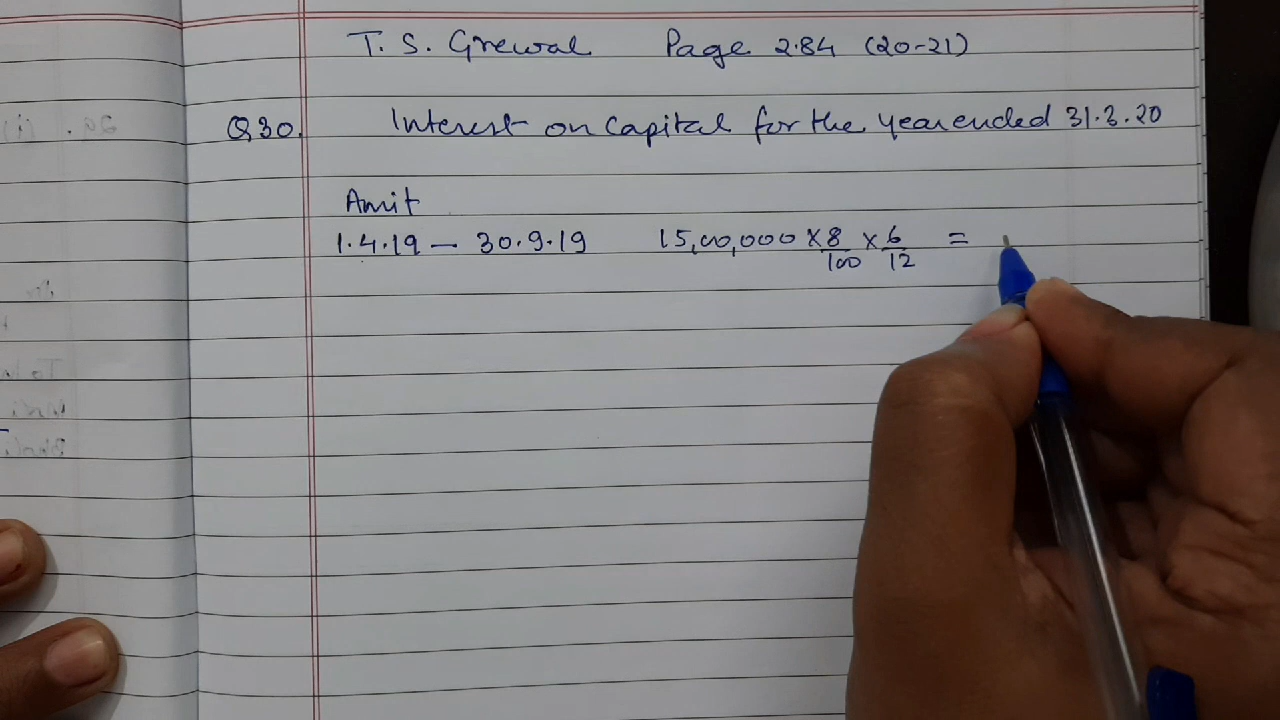 T. S. Grewal Page 2.84 (20-21)
Q30. Interest on Capital for the year ended 31.3.20
Amit
1.4.19 — 30.9.19 15,00,000 × 8/100 × 6/12 =